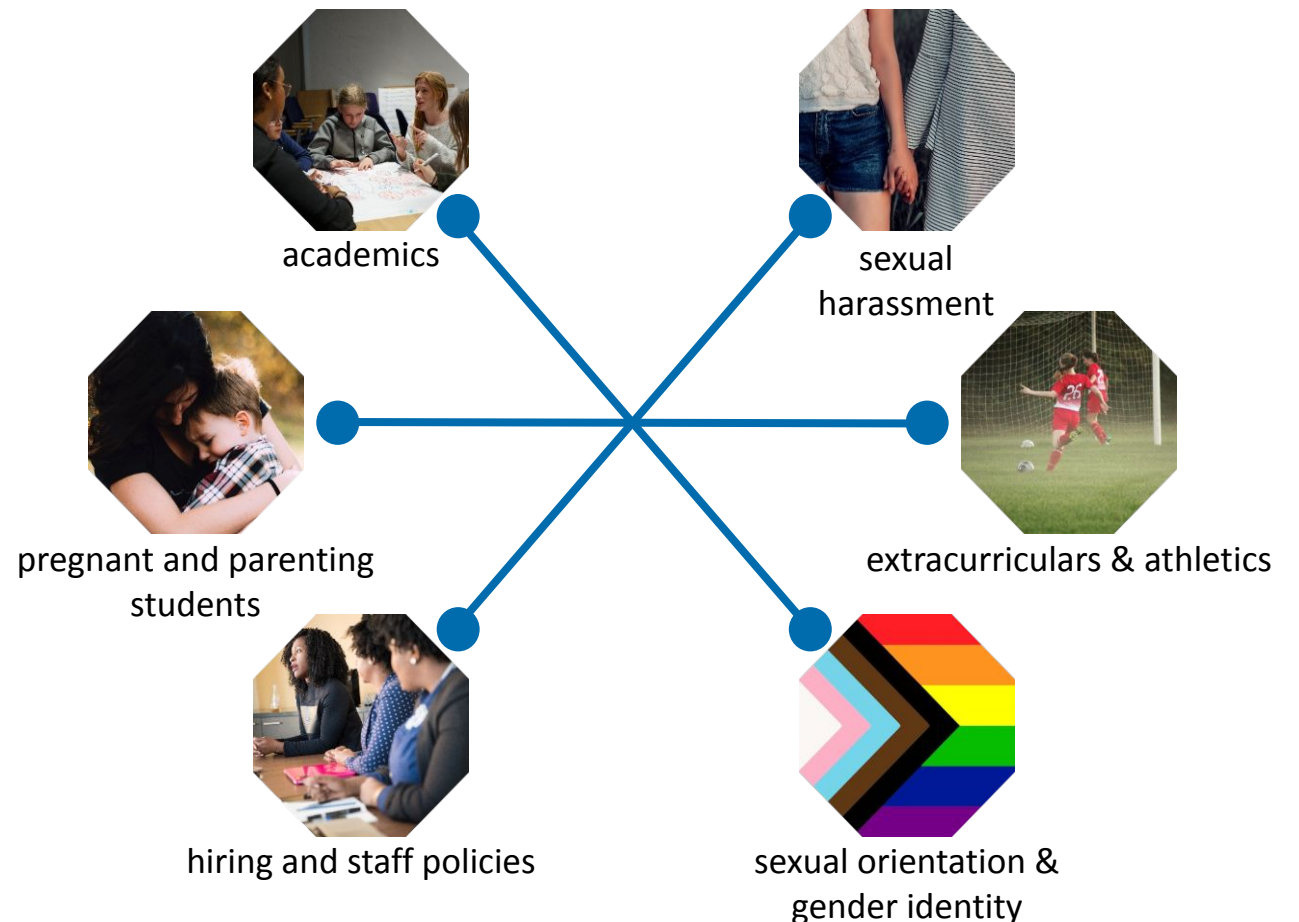 academics
sexual
harassment
pregnant and parenting
students
extracurriculars & athletics
hiring and staff policies
sexual orientation &
gender identity